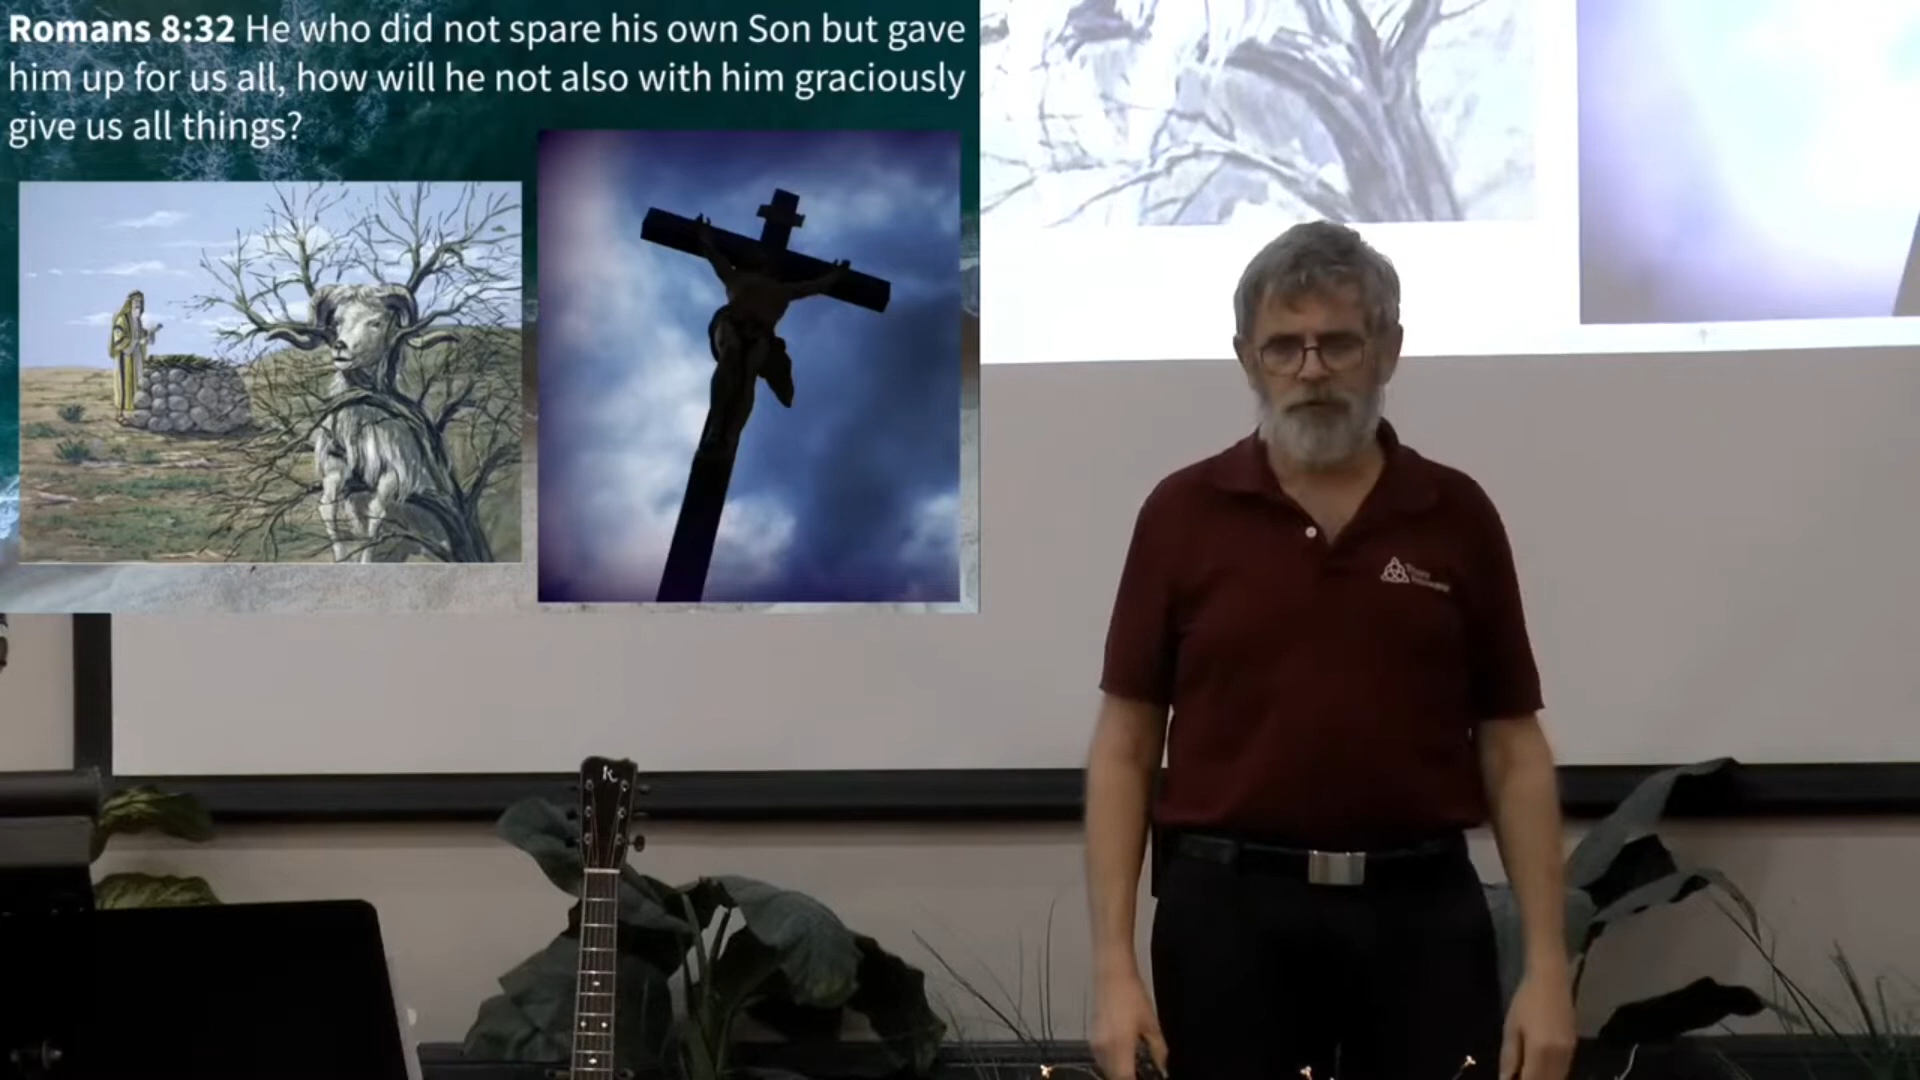 Romans 8:32 He who did not spare his own Son but gave
him up for us all, how will he not also with him graciously
give us all things?